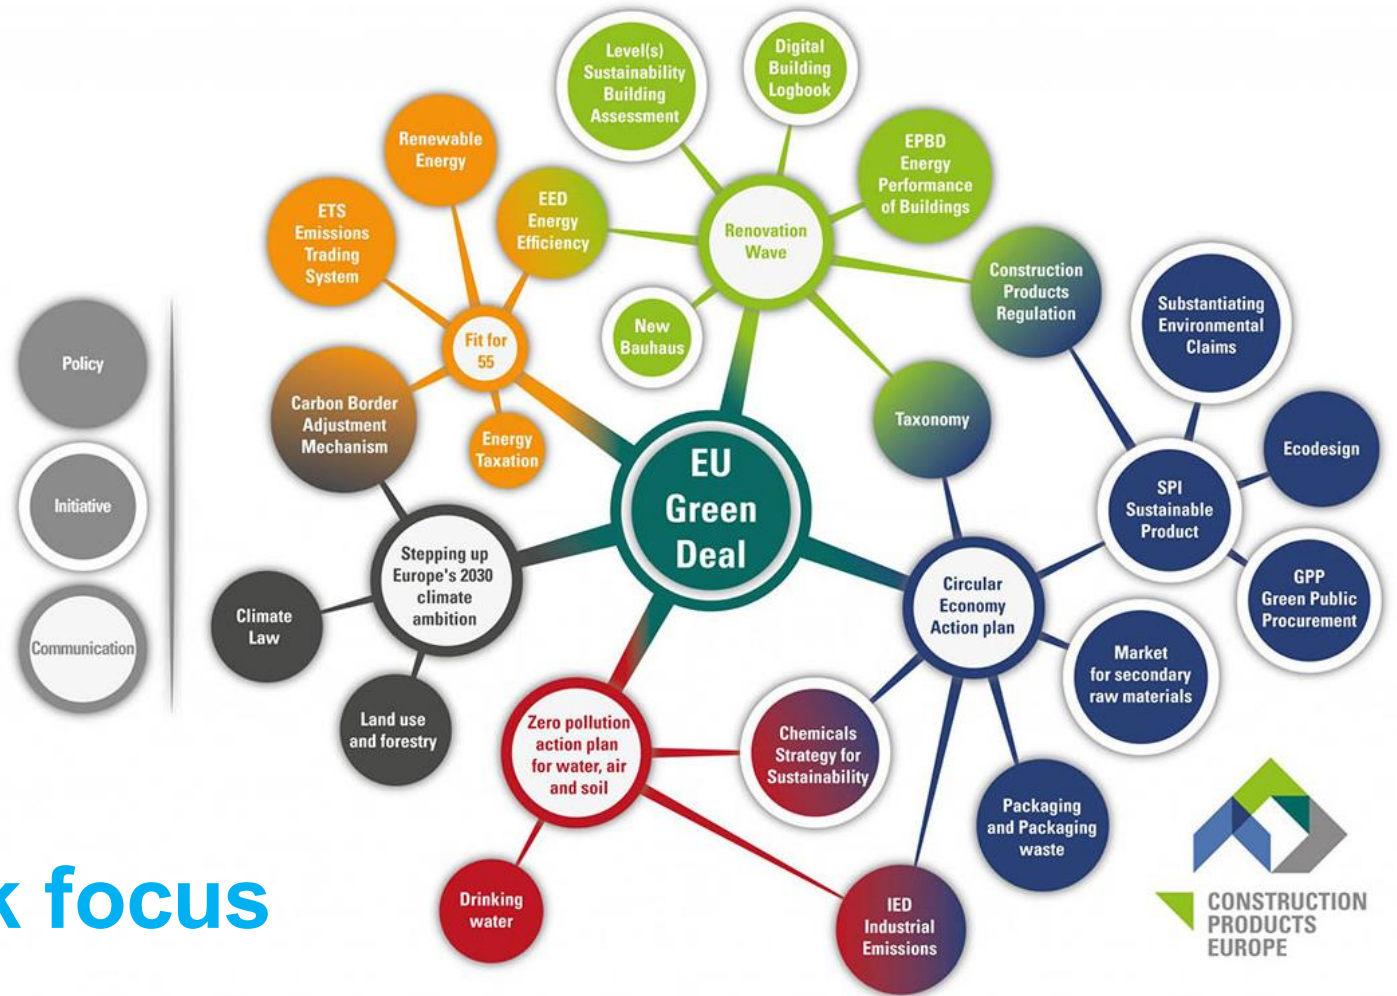 Level(s)
Sustainability
Building
Assessment
Digital
Building
Logbook
Renewable
Energy
EPBD
Energy
Performance
of Buildings
ETS
Emissions
Trading
System
EED
Energy
Efficiency
Renovation
Wave
Construction
Products
Regulation
Substantiating
Environmental
Claims
New
Bauhaus
Fit for
55
Policy
Carbon Border
Adjustment
Mechanism
Energy
Taxation
Taxonomy
Ecodesign
EU
Green
Deal
Initiative
SPI
Sustainable
Product
Stepping up
Europe's 2030
climate
ambition
Circular
Economy
Action plan
GPP
Green Public
Procurement
Climate
Law
Communication
Market
for secondary
raw materials
Land use
and forestry
Zero pollution
action plan
for water, air
and soil
Chemicals
Strategy for
Sustainability
Packaging
and Packaging
waste
Drinking
water
IED
Industrial
Emissions
k focus
CONSTRUCTION
PRODUCTS
EUROPE